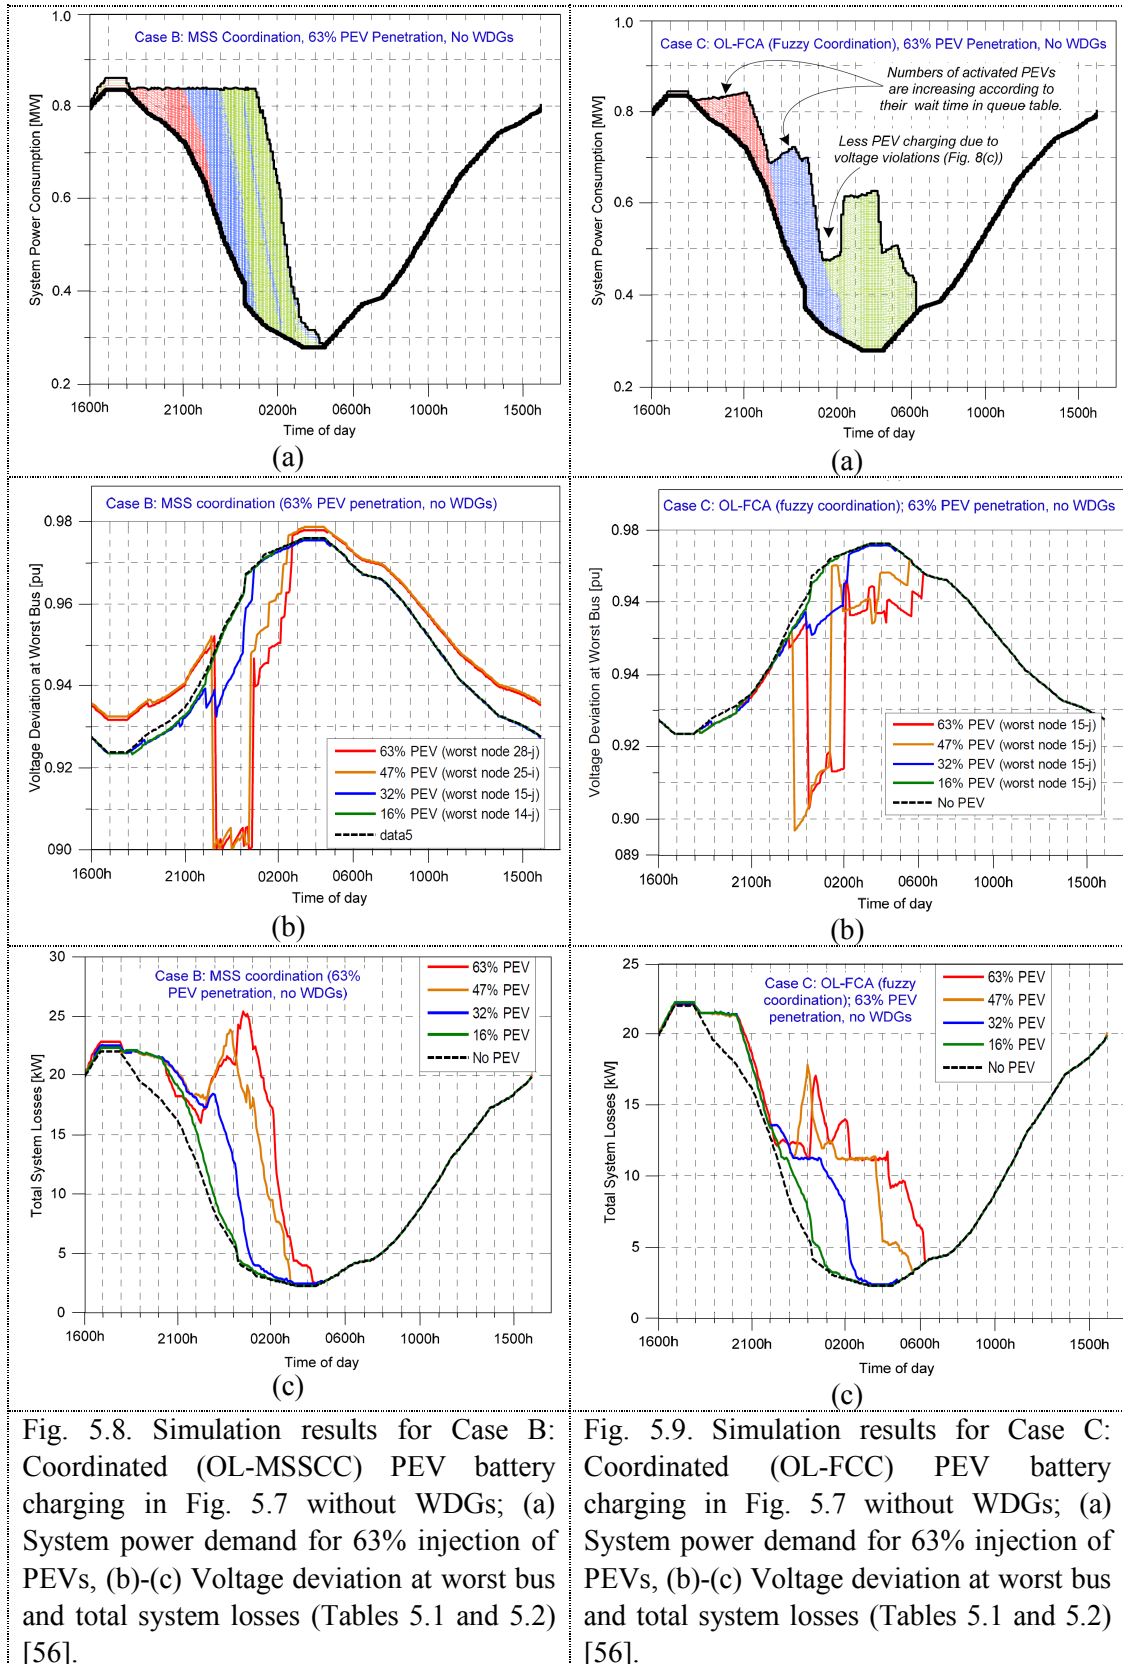 Case B: MSS Coordination, 63% PEV Penetration, No WDGs
System Power Consumption [MW]
1.0
0.8
0.6
0.4
0.2
1600h 2100h 0200h 0600h 1000h 1500h
Time of day
(a)
Case C: OL-FCA (Fuzzy Coordination), 63% PEV Penetration, No WDGs
Numbers of activated PEVs
are increasing according to
their wait time in queue table.
Less PEV charging due to
voltage violations (Fig. 8(c))
System Power Consumption [MW]
1.0
0.8
0.6
0.4
0.2
1600h 2100h 0200h 0600h 1000h 1500h
Time of day
(a)
Case B: MSS coordination (63% PEV penetration, no WDGs)
Voltage Deviation at Worst Bus [pu]
0.98
0.96
0.94
0.92
090
63% PEV (worst node 28-j)
47% PEV (worst node 25-i)
32% PEV (worst node 15-j)
16% PEV (worst node 14-j)
data5
1600h 2100h 0200h 0600h 1000h 1500h
Time of day
(b)
Case C: OL-FCA (fuzzy coordination); 63% PEV penetration, no WDGs
Voltage Deviation at Worst Bus [pu]
0.98
0.94
0.92
0.90
089
63% PEV (worst node 15-j)
47% PEV (worst node 15-j)
32% PEV (worst node 15-j)
16% PEV (worst node 15-j)
No PEV
1600h 2100h 0200h 0600h 1000h 1500h
Time of day
(b)
Case B: MSS coordination (63%
PEV penetration, no WDGs)
63% PEV
47% PEV
32% PEV
16% PEV
No PEV
Total System Losses [kW]
30
25
20
15
10
5
0
1600h 2100h 0200h 0600h 1000h 1500h
Time of day
(c)
Case C: OL-FCA (fuzzy
coordination); 63% PEV
penetration, no WDGs
63% PEV
47% PEV
32% PEV
16% PEV
No PEV
Total System Losses [kW]
25
20
15
10
5
0
1600h 2100h 0200h 0600h 1000h 1500h
Time of day
(c)
Fig. 5.8. Simulation results for Case B:
Coordinated (OL-MSSCC) PEV battery
charging in Fig. 5.7 without WDGs; (a)
System power demand for 63% injection of
PEVs, (b)-(c) Voltage deviation at worst bus
and total system losses (Tables 5.1 and 5.2)
[56].
Fig. 5.9. Simulation results for Case C:
Coordinated (OL-FCC) PEV battery
charging in Fig. 5.7 without WDGs; (a)
System power demand for 63% injection of
PEVs, (b)-(c) Voltage deviation at worst bus
and total system losses (Tables 5.1 and 5.2)
[56].